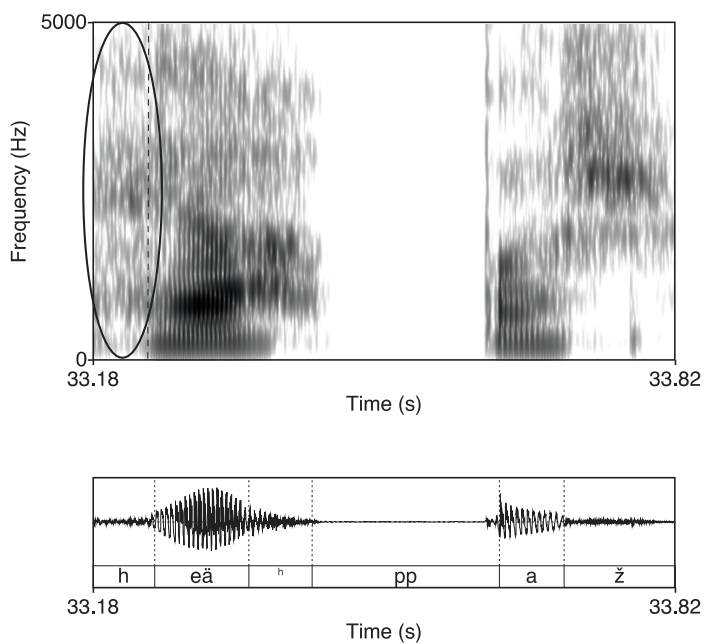 5000
Frequency (Hz)
0
33.18 33.82
Time (s)
h eä ʰ pp a ž
33.18 33.82
Time (s)